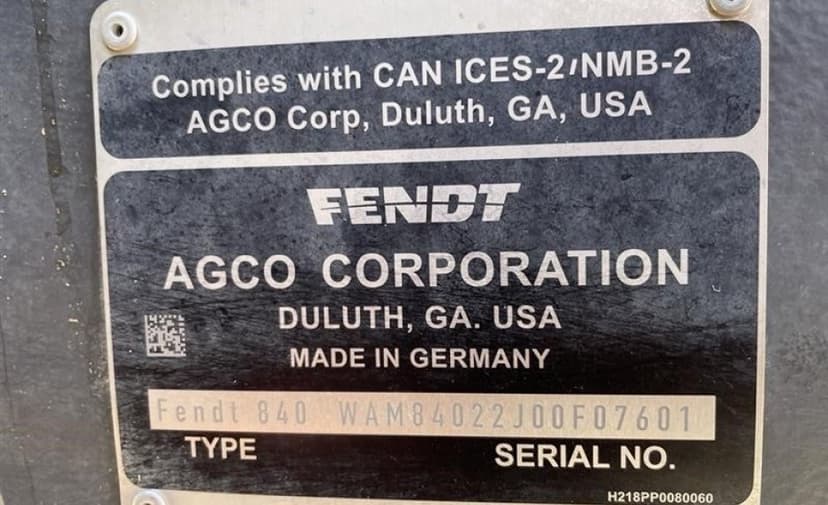 Complies with CAN ICES-2/NMB-2
AGCO Corp, Duluth, GA, USA
FENDT
AGCO CORPORATION
DULUTH, GA. USA
MADE IN GERMANY
Fendt 840 WAM84022J00F07601
TYPE SERIAL NO.
H218PP0080060